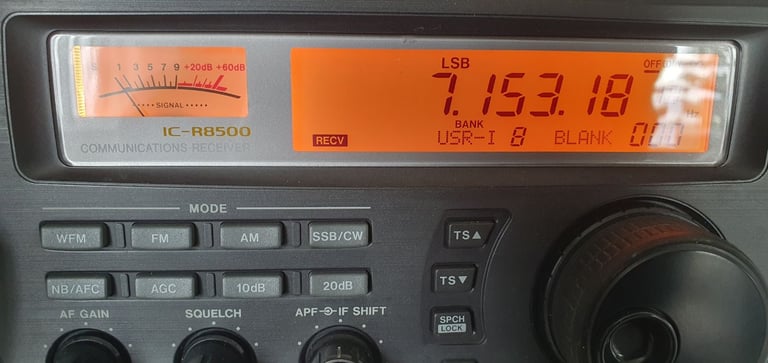 S 1 3 5 7 9 +20dB +60dB
SIGNAL
IC-R8500
COMMUNICATIONS RECEIVER
LSB
7.153.18
Hz
RECV
BANK
USR-I 8 BLANK 000
MODE
WFM FM AM SSB/CW
TS▲
NB/AFC AGC 10dB 20dB
TS▼
SPCH
LOCK
AF GAIN SQUELCH APF IF SHIFT